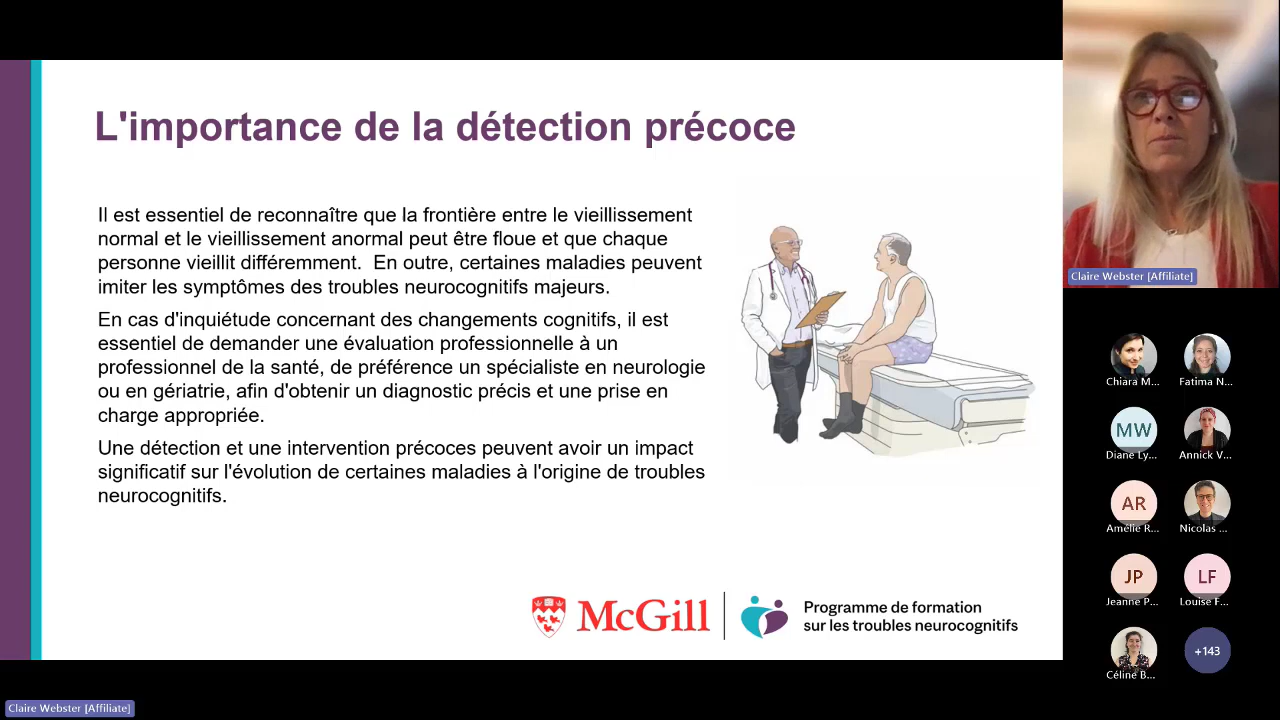 L'importance de la détection précoce
Il est essentiel de reconnaître que la frontière entre le vieillissement
normal et le vieillissement anormal peut être floue et que chaque
personne vieillit différemment.  En outre, certaines maladies peuvent
imiter les symptômes des troubles neurocognitifs majeurs.
En cas d'inquiétude concernant des changements cognitifs, il est
essentiel de demander une évaluation professionnelle à un
professionnel de la santé, de préférence un spécialiste en neurologie
ou en gériatrie, afin d'obtenir un diagnostic précis et une prise en
charge appropriée.
Une détection et une intervention précoces peuvent avoir un impact
significatif sur l'évolution de certaines maladies à l'origine de troubles
neurocognitifs.
McGill
Programme de formation
sur les troubles neurocognitifs
Claire Webster [Affiliate]
Chiara M...
Fatima N...
MW
Diane Ly...
Annick V...
AR
Amélie R...
Nicolas ...
JP
Jeanne P...
LF
Louise F...
Céline B...
+143
Claire Webster [Affiliate]